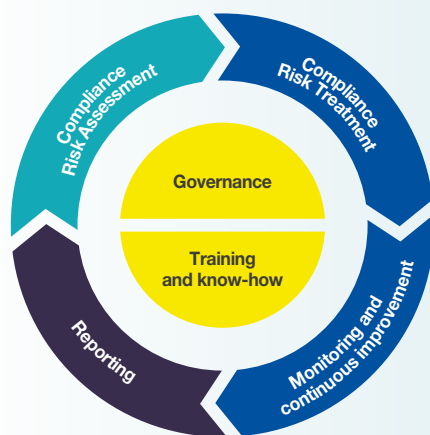 Compliance
Risk Assessment
Compliance
Risk Treatment
Governance
Training
and know-how
Reporting
Monitoring and
continuous improvement